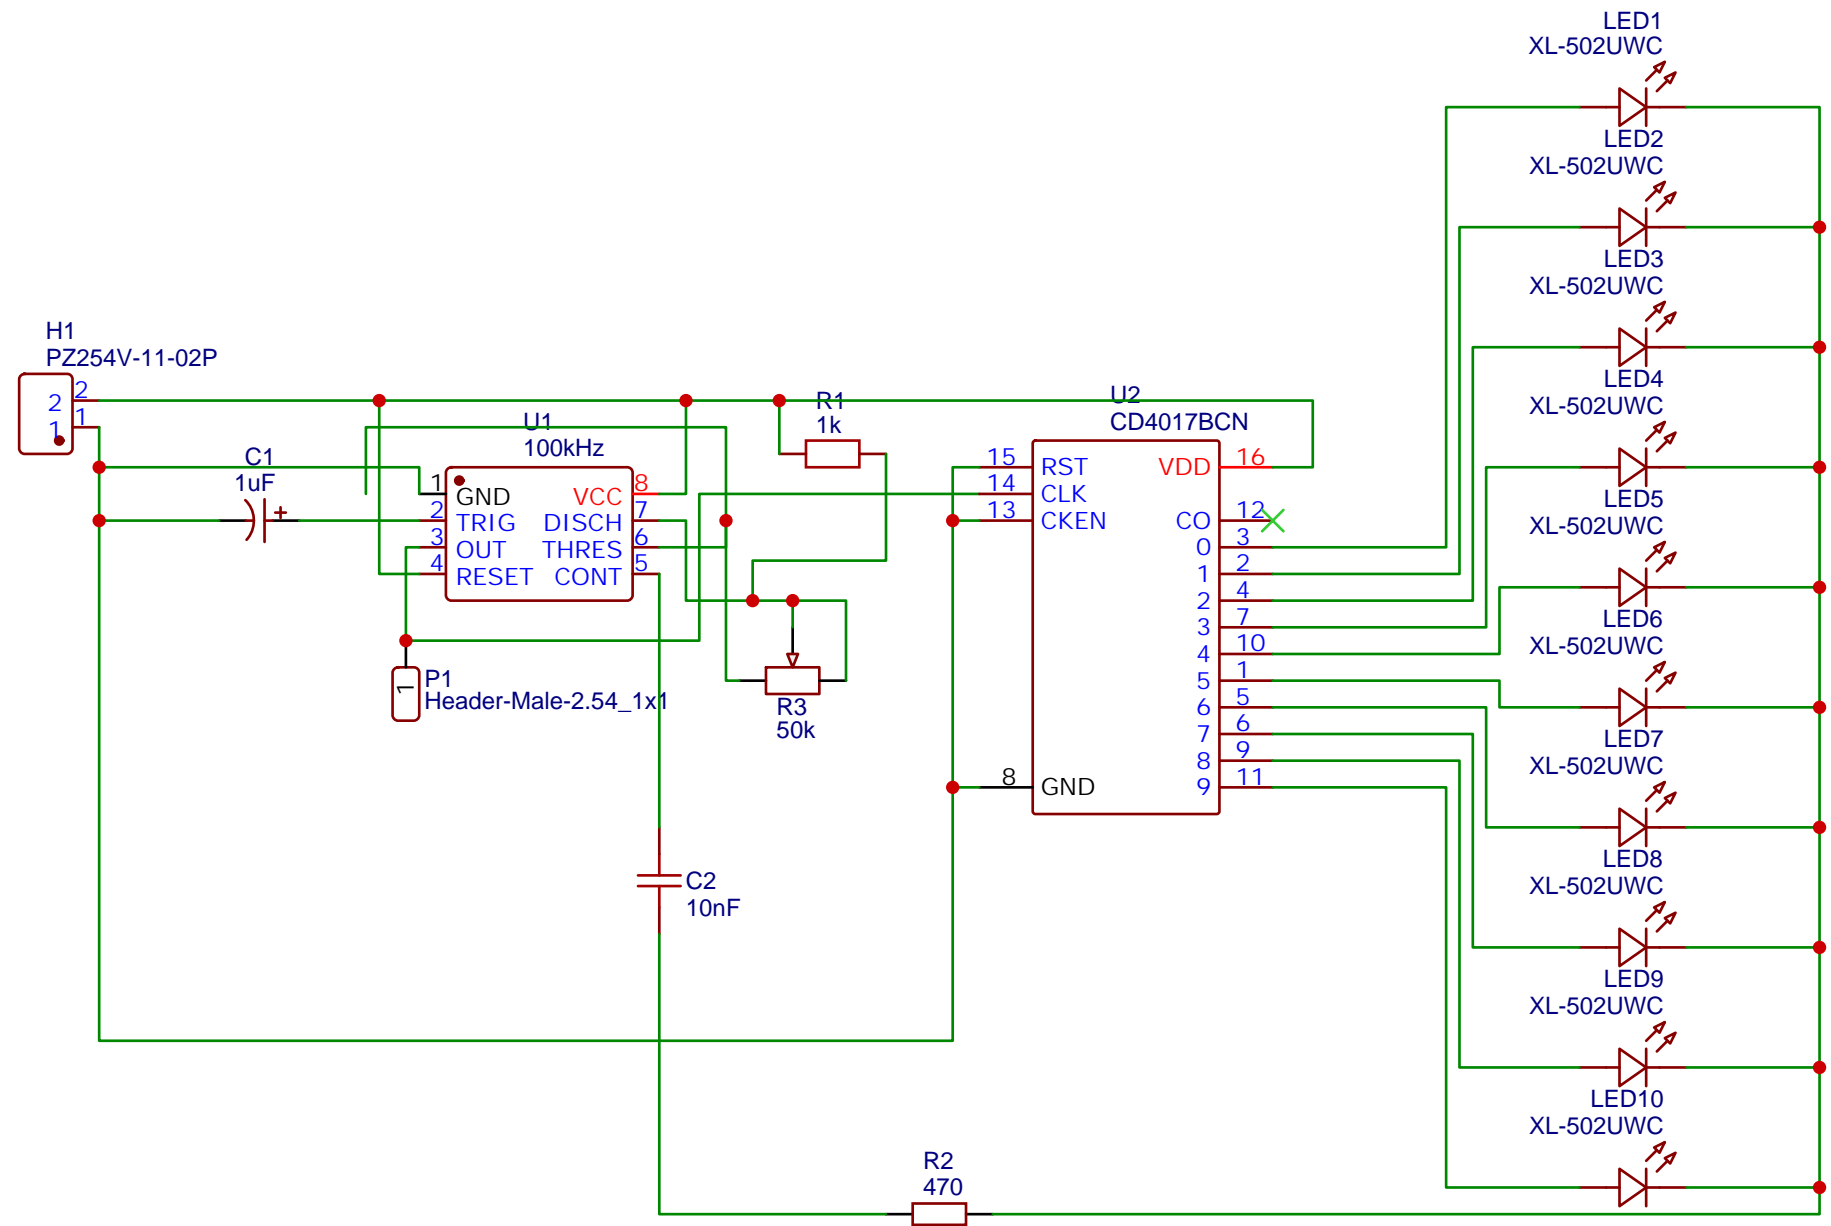 LED1
XL-502UWC
LED2
XL-502UWC
LED3
XL-502UWC
LED4
XL-502UWC
LED5
XL-502UWC
LED6
XL-502UWC
LED7
XL-502UWC
LED8
XL-502UWC
LED9
XL-502UWC
LED10
XL-502UWC
H1
PZ254V-11-02P
2 2
1 1
C1
1uF
+
U1
100kHz
1 GND VCC 8
2 TRIG DISCH 7
3 OUT THRES 6
4 RESET CONT 5
R1
1k
1
P1
Header-Male-2.54_1x1
R3
50k
U2
CD4017BCN
15 RST VDD 16
14 CLK
13 CKEN CO 12
0 3
1 2
2 4
3 7
4 10
5 1
6 5
7 6
8 9
8 GND 9 11
C2
10nF
R2
470